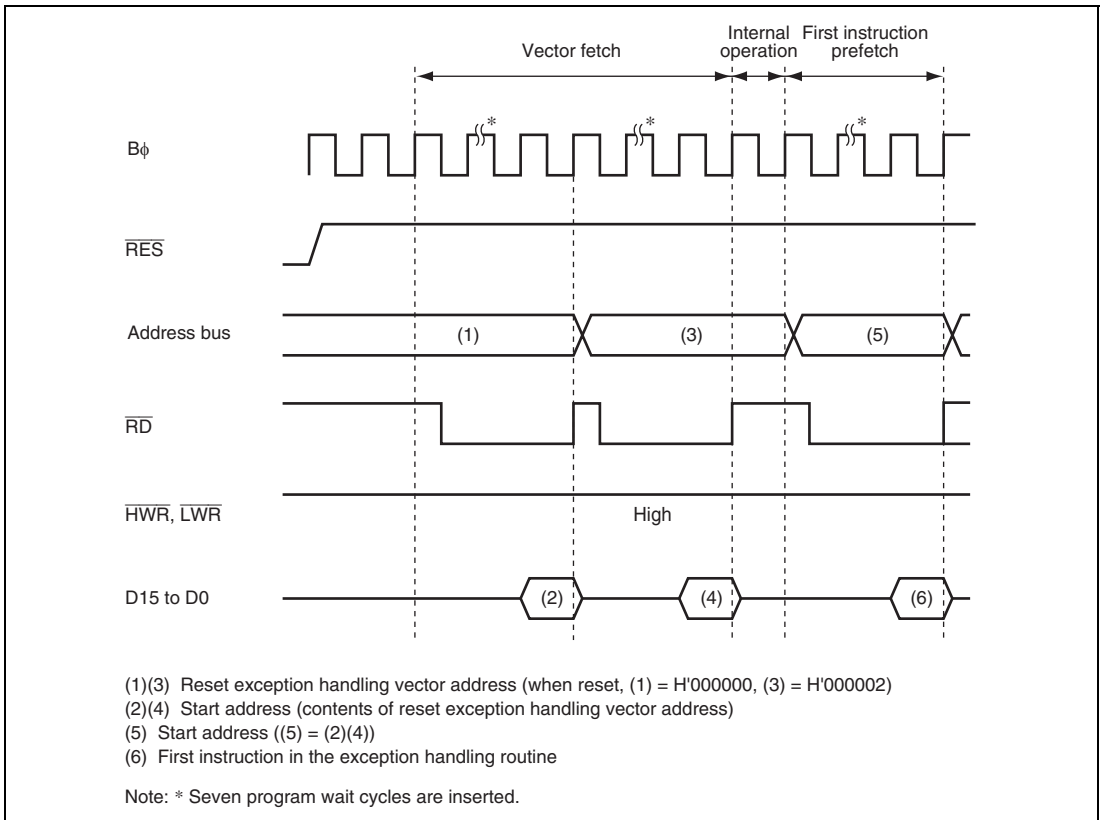 Vector fetch
Internal operation
First instruction prefetch
Bφ
*
*
*
RES
Address bus
(1)
(3)
(5)
RD
HWR, LWR
High
D15 to D0
(2)
(4)
(6)
(1)(3) Reset exception handling vector address (when reset, (1) = H'000000, (3) = H'000002)
(2)(4) Start address (contents of reset exception handling vector address)
(5) Start address ((5) = (2)(4))
(6) First instruction in the exception handling routine
Note: * Seven program wait cycles are inserted.